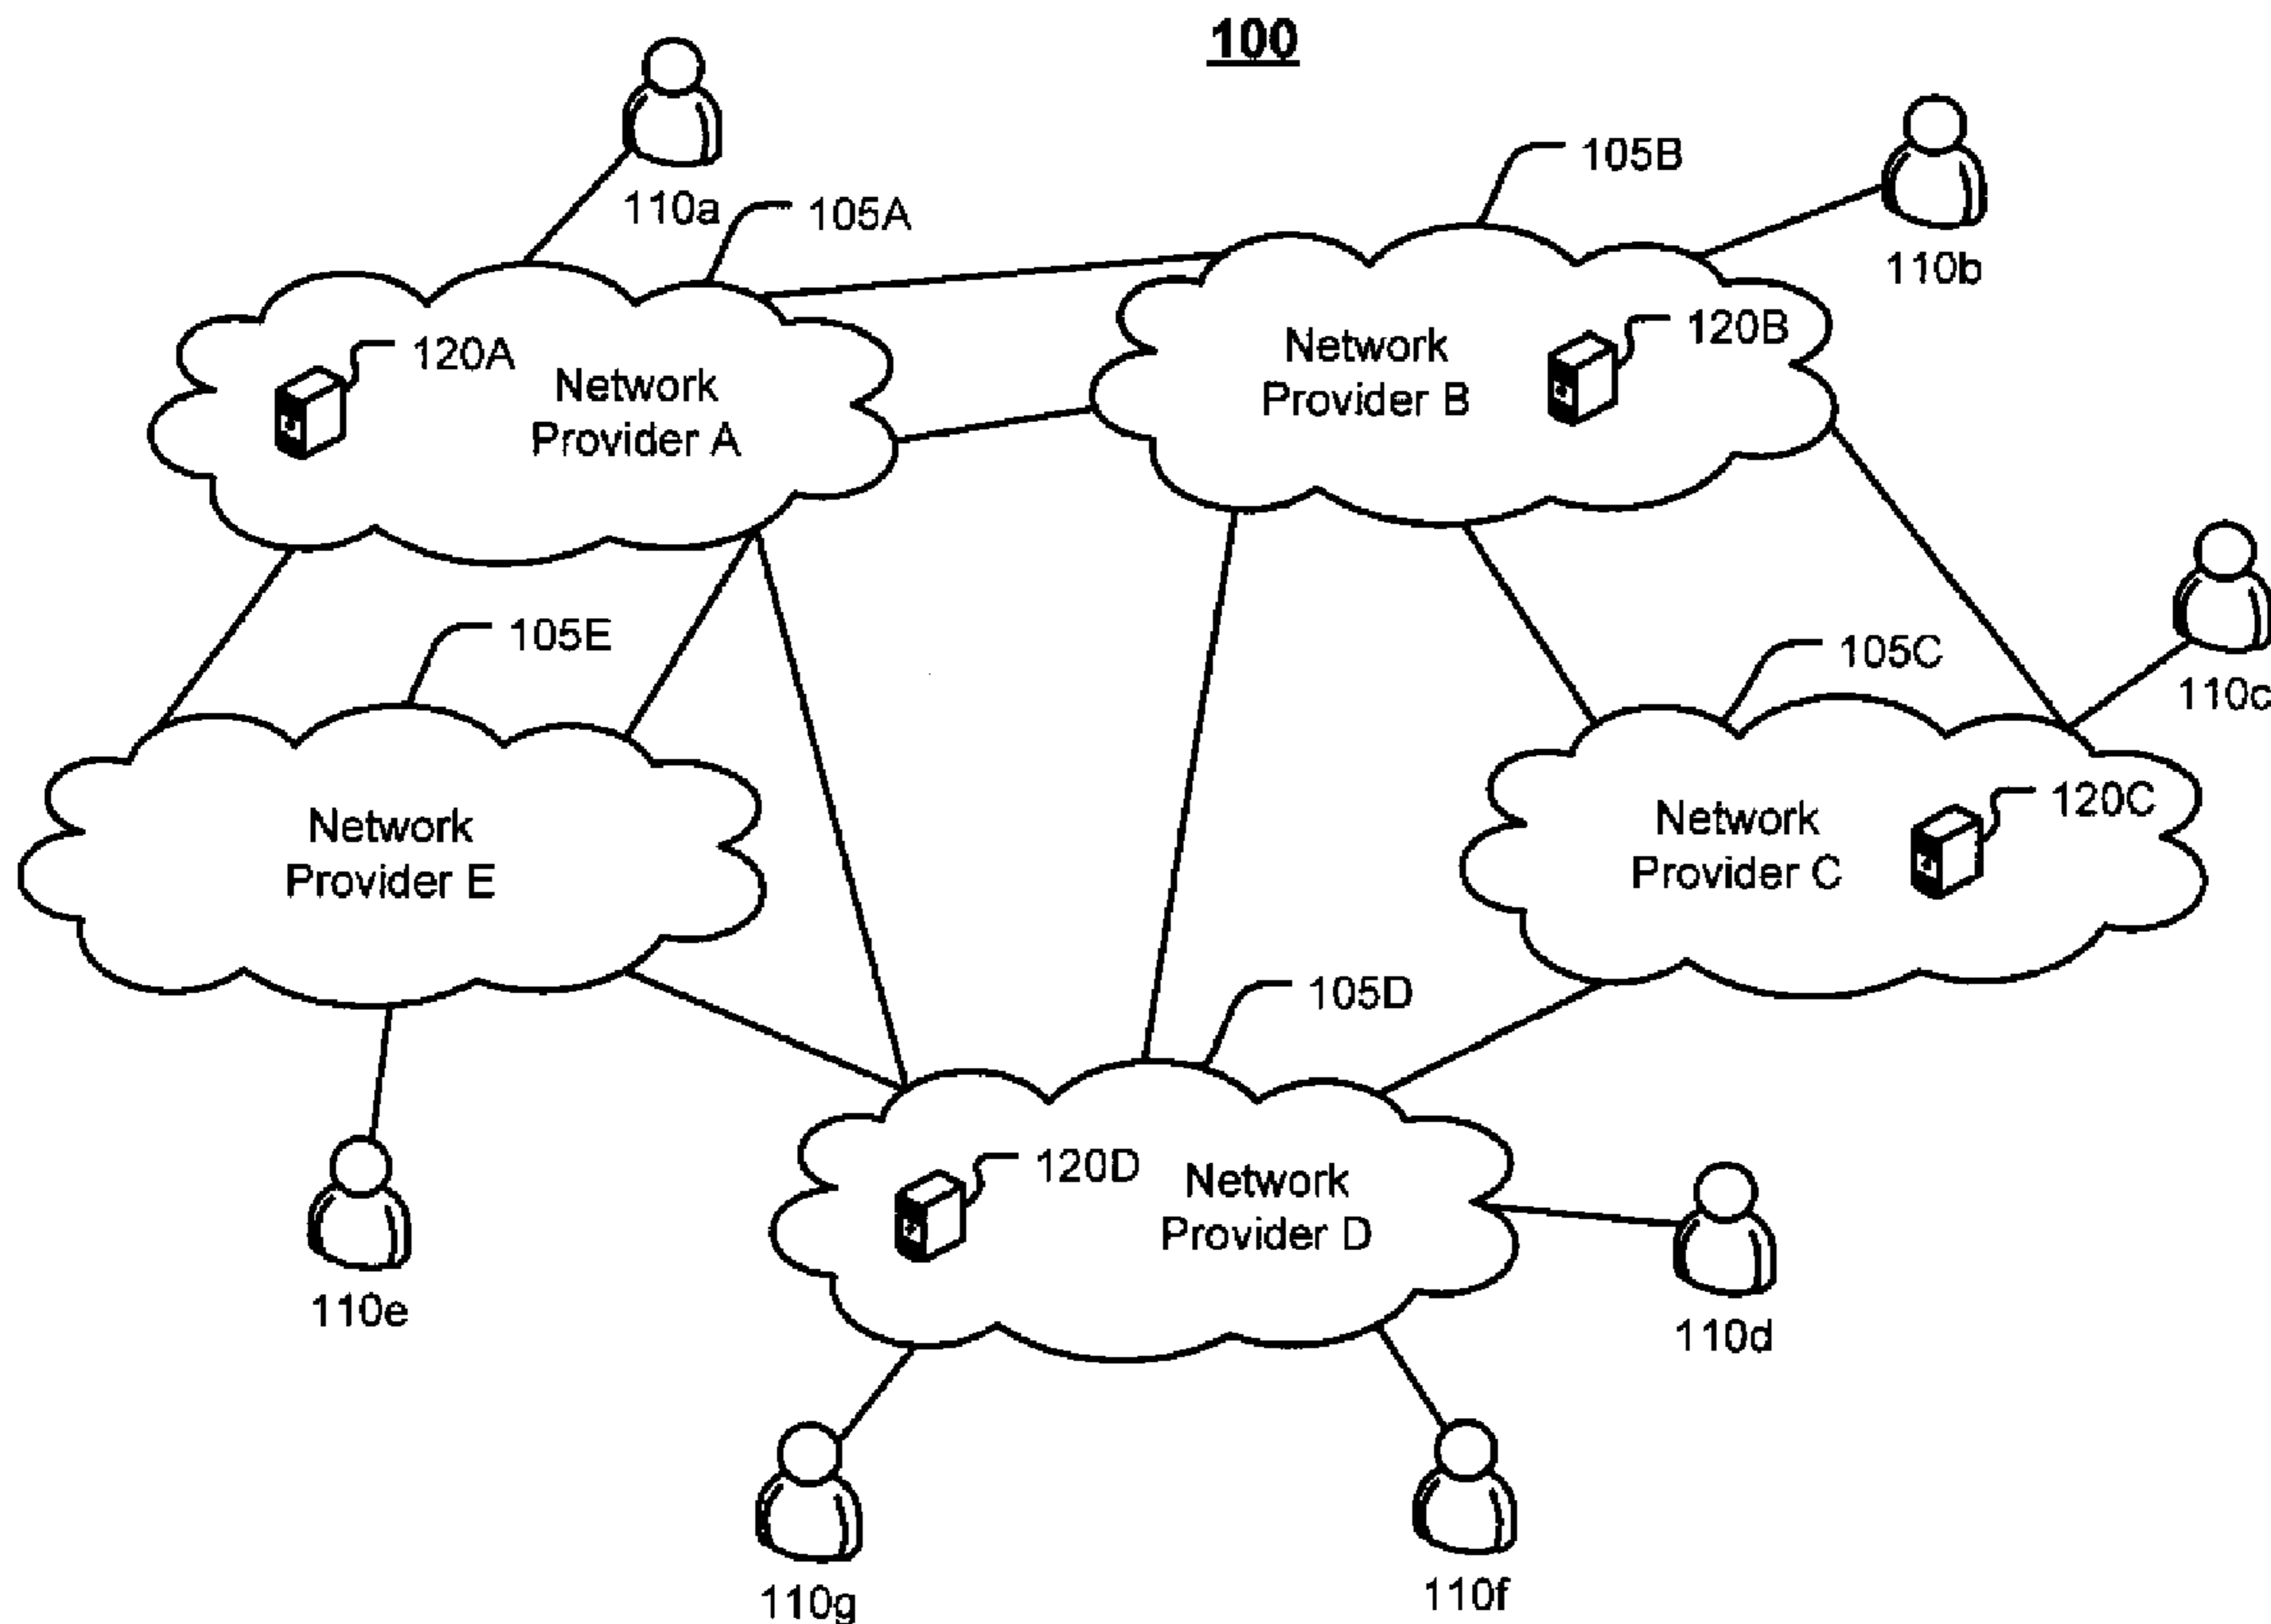 100
110a
105A
105B
110b
120A
Network
Provider A
Network
Provider B
120B
105E
105C
110c
Network
Provider E
Network
Provider C
120C
105D
120D
Network
Provider D
110e
110d
110g
110f